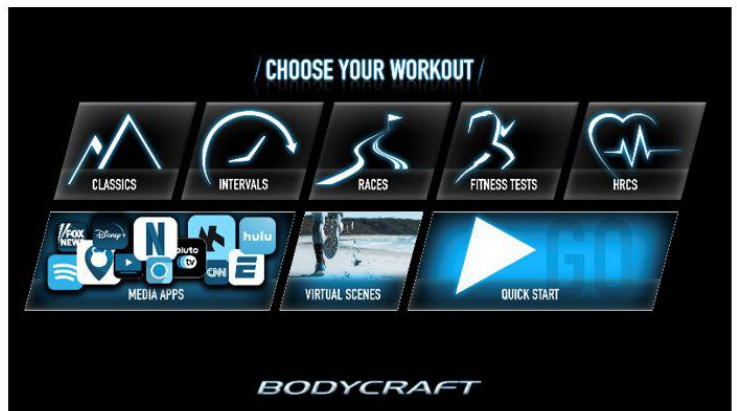 CHOOSE YOUR WORKOUT
CLASSICS
INTERVALS
RACES
FITNESS TESTS
HRCS
FOX
NEWS
Disney+
N
hulu
pluto
tv
CNN
E
GO
MEDIA APPS
VIRTUAL SCENES
QUICK START
BODYCRAFT